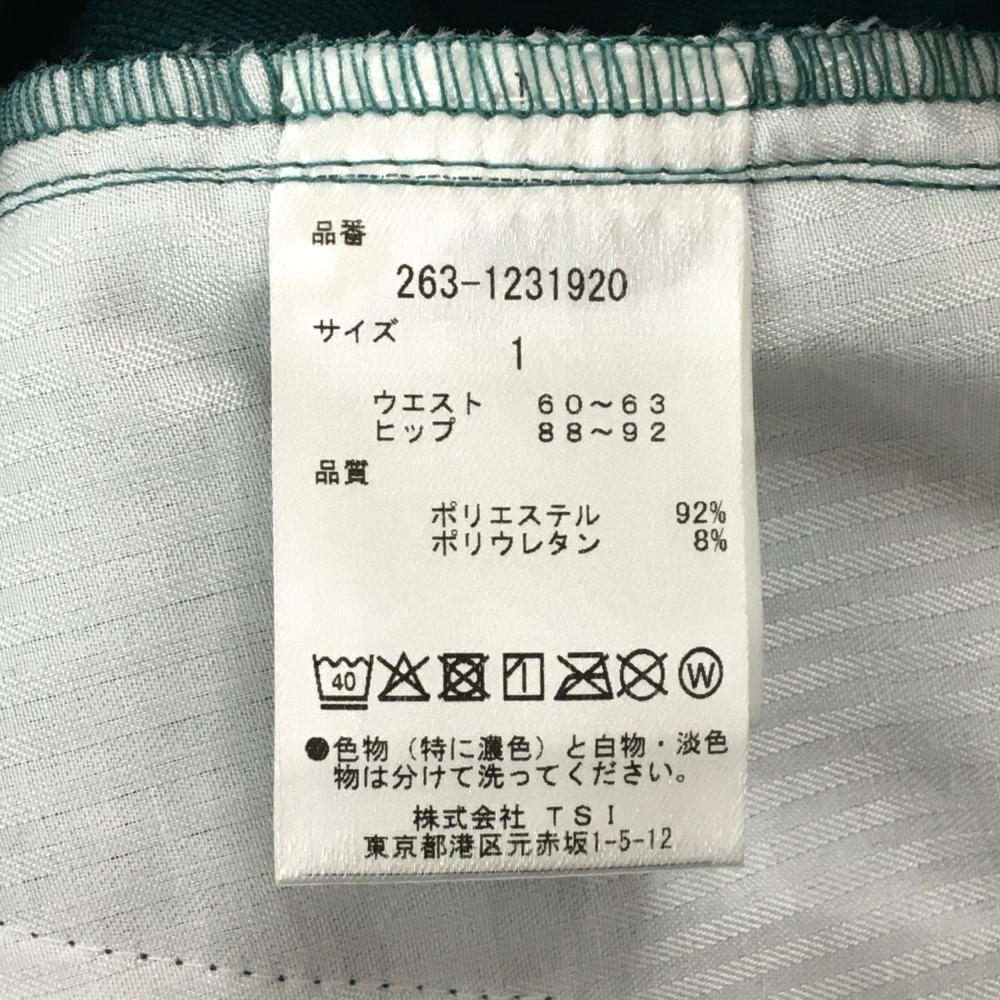 品番
263-1231920
サイズ
1
ウエスト 60～63
ヒップ 88～92
品質
ポリエステル 92%
ポリウレタン 8%
40 W
●色物（特に濃色）と白物・淡色
物は分けて洗ってください。
株式会社 TSI
東京都港区元赤坂1-5-12